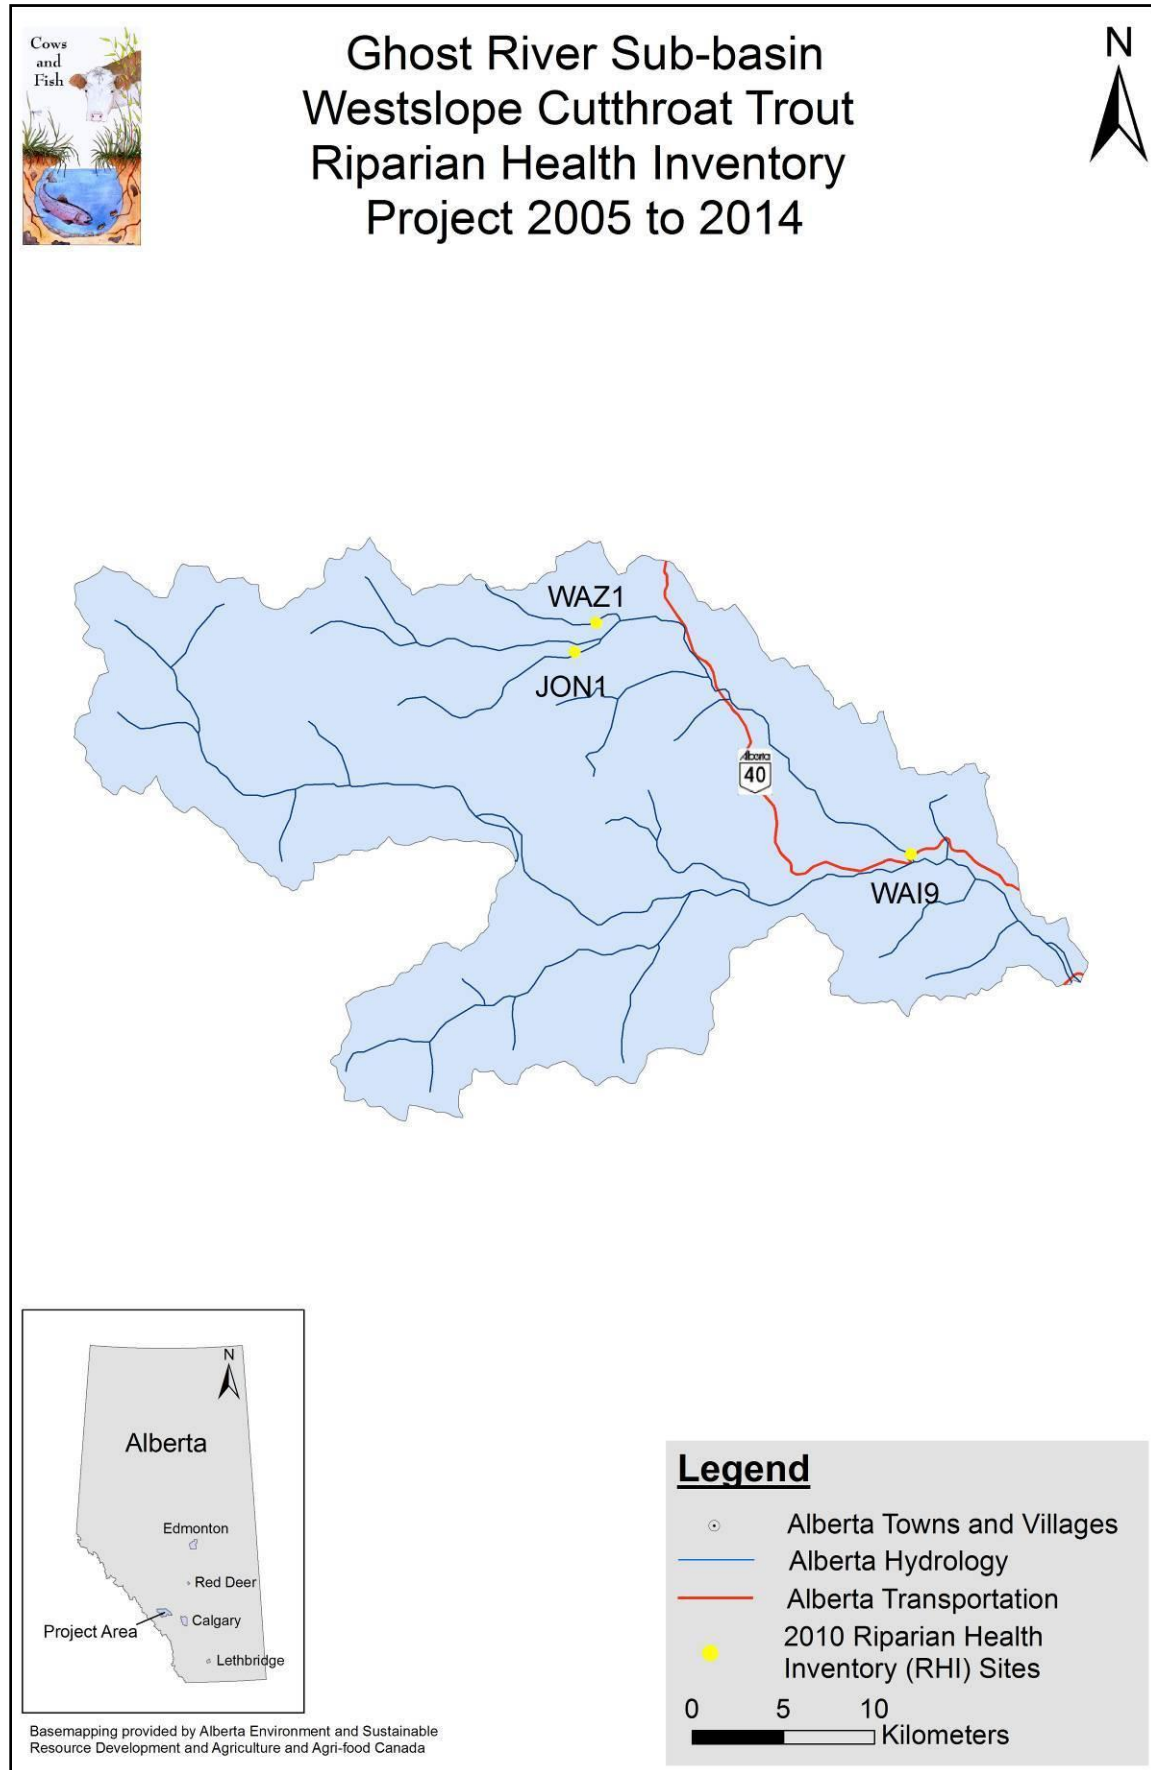 Cows
and
Fish
Ghost River Sub-basin
Westslope Cutthroat Trout
Riparian Health Inventory
Project 2005 to 2014
N
WAZ1
JON1
Alberta
40
WAI9
N
Alberta
Edmonton
Red Deer
Calgary
Project Area
Lethbridge
Basemapping provided by Alberta Environment and Sustainable
Resource Development and Agriculture and Agri-food Canada
Legend
Alberta Towns and Villages
Alberta Hydrology
Alberta Transportation
2010 Riparian Health
Inventory (RHI) Sites
0 5 10
Kilometers